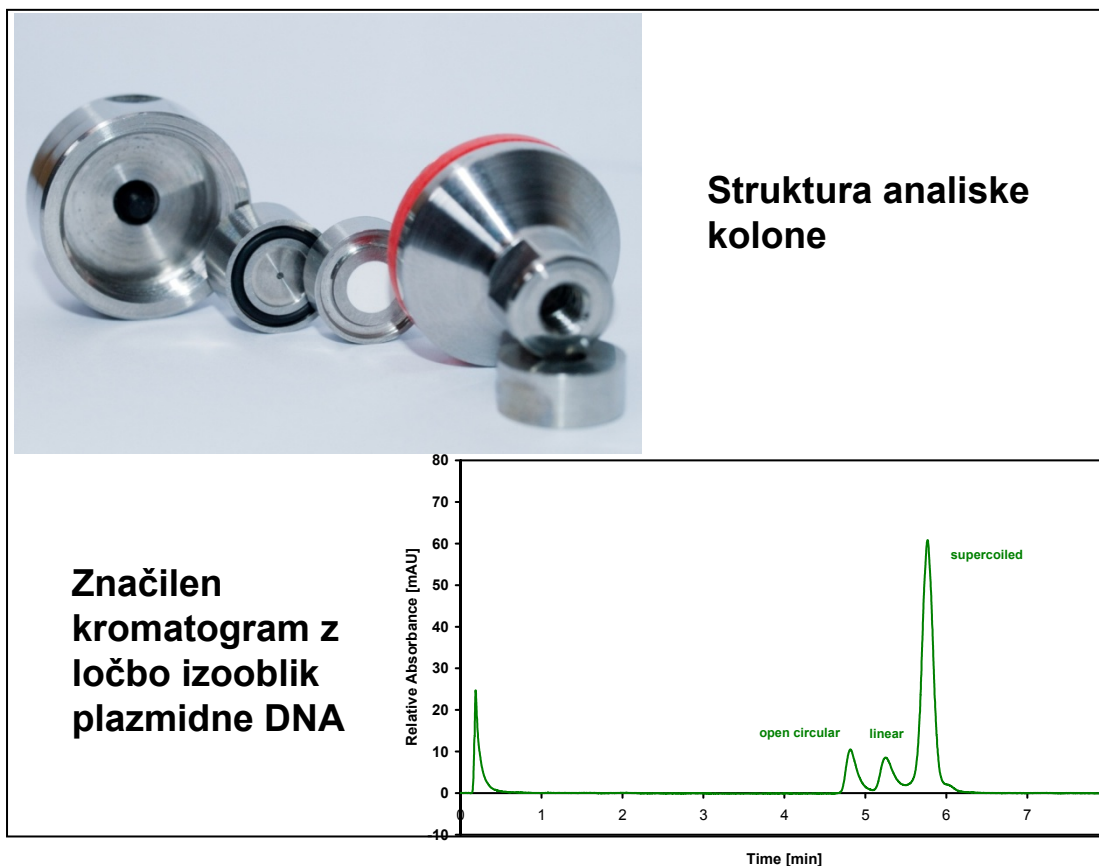 Struktura analiske
kolone
Značilen
kromatogram z
ločbo izooblik
plazmidne DNA
Relative Absorbance [mAU]
80
70
60
50
40
30
20
10
0
-10
open circular
linear
supercoiled
0 1 2 3 4 5 6 7
Time [min]